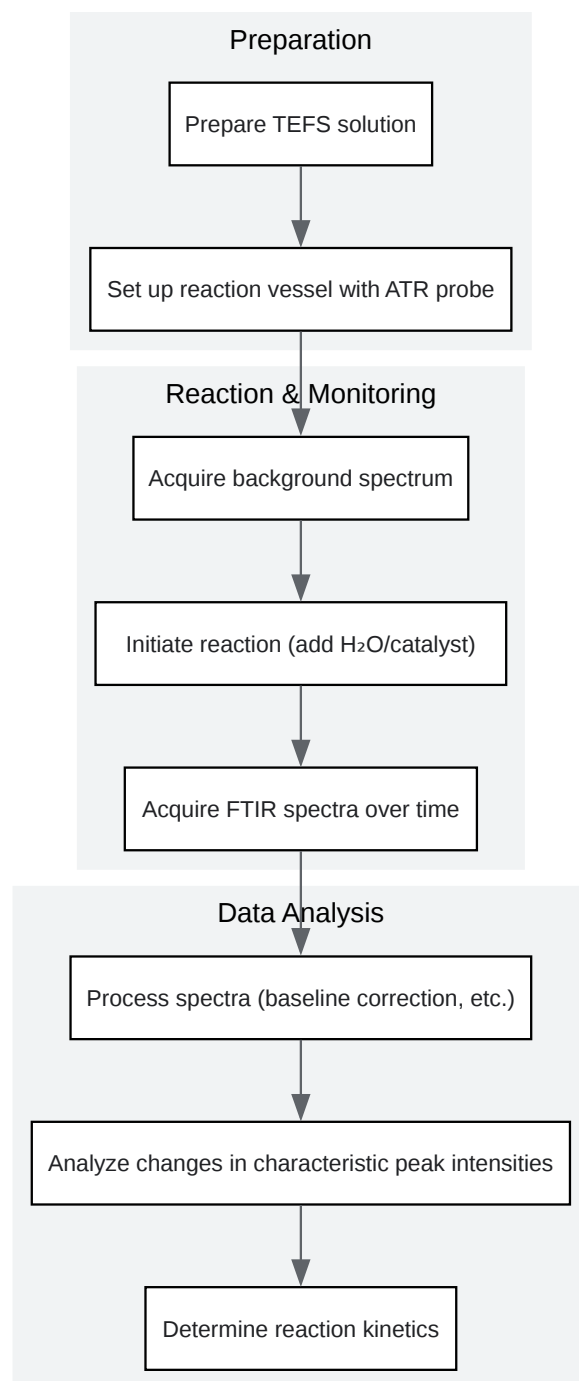 Preparation
Prepare TEFS solution
Set up reaction vessel with ATR probe
Reaction & Monitoring
Acquire background spectrum
Initiate reaction (add H₂O/catalyst)
Acquire FTIR spectra over time
Data Analysis
Process spectra (baseline correction, etc.)
Analyze changes in characteristic peak intensities
Determine reaction kinetics